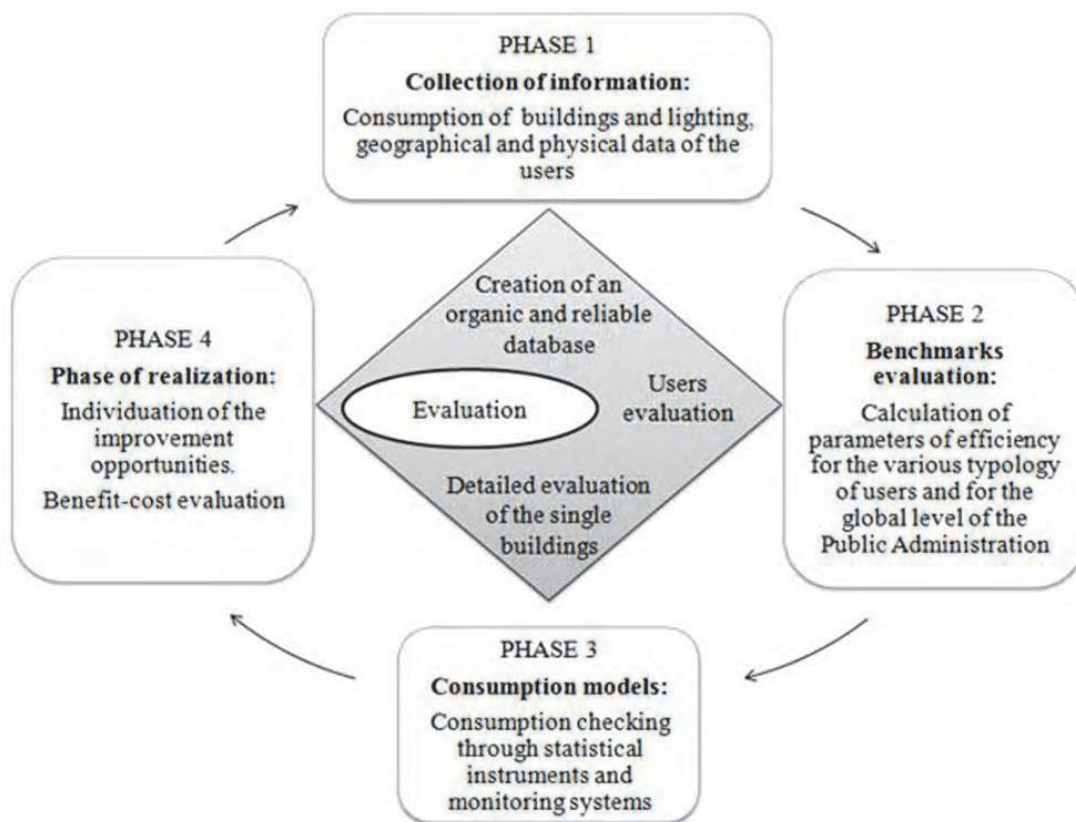 PHASE 1
Collection of information:
Consumption of buildings and lighting,
geographical and physical data of the
users
PHASE 2
Benchmarks
evaluation:
Calculation of
parameters of efficiency
for the various typology
of users and for the
global level of the
Public Administration
PHASE 3
Consumption models:
Consumption checking
through statistical
instruments and
monitoring systems
PHASE 4
Phase of realization:
Individuation of the
improvement
opportunities.
Benefit-cost evaluation
Creation of an
organic and reliable
database
Users
evaluation
Detailed evaluation
of the single
buildings
Evaluation